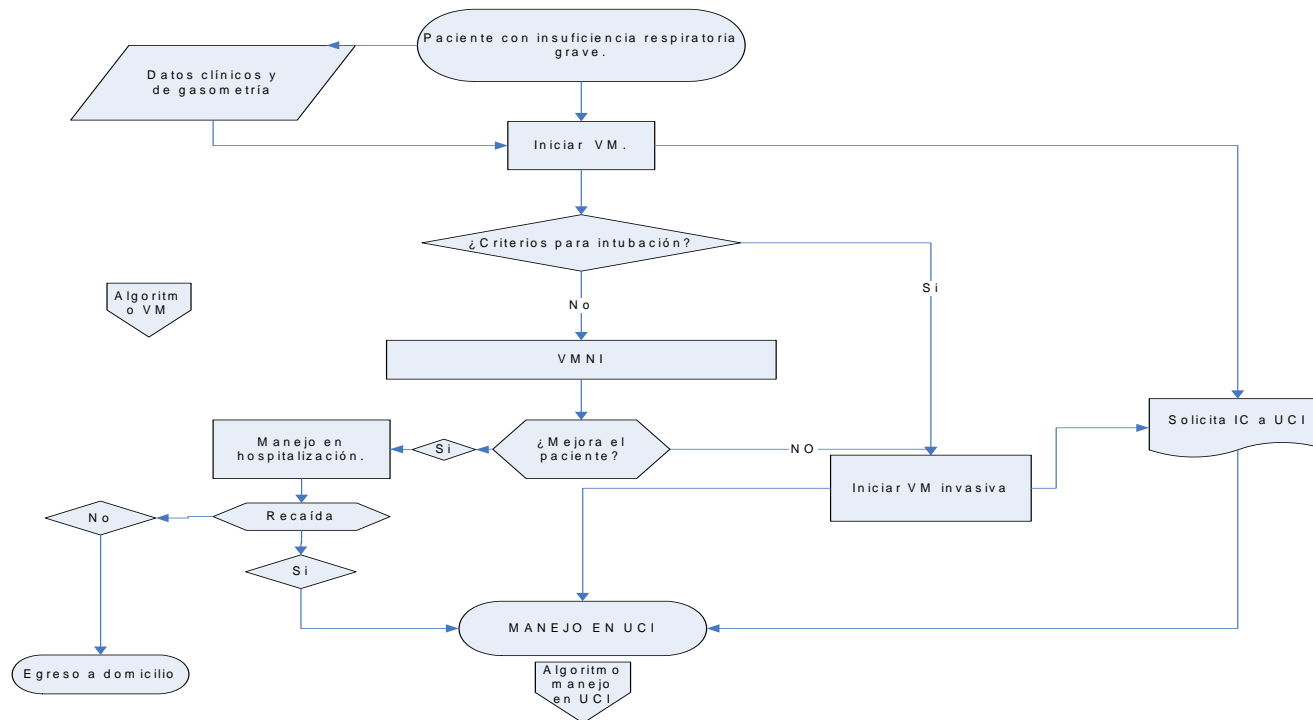 Paciente con insuficiencia respiratoria
grave.
Datos clínicos y
de gasometría
Iniciar VM.
¿Criterios para intubación?
Si
Algoritm
o VM
No
VMNI
Solicita IC a UCI
Manejo en
hospitalización.
Si
¿Mejora el
paciente?
NO
Iniciar VM invasiva
No
Recaída
Si
MANEJO EN UCI
Egreso a domicilio
Algoritmo
manejo
en UCI